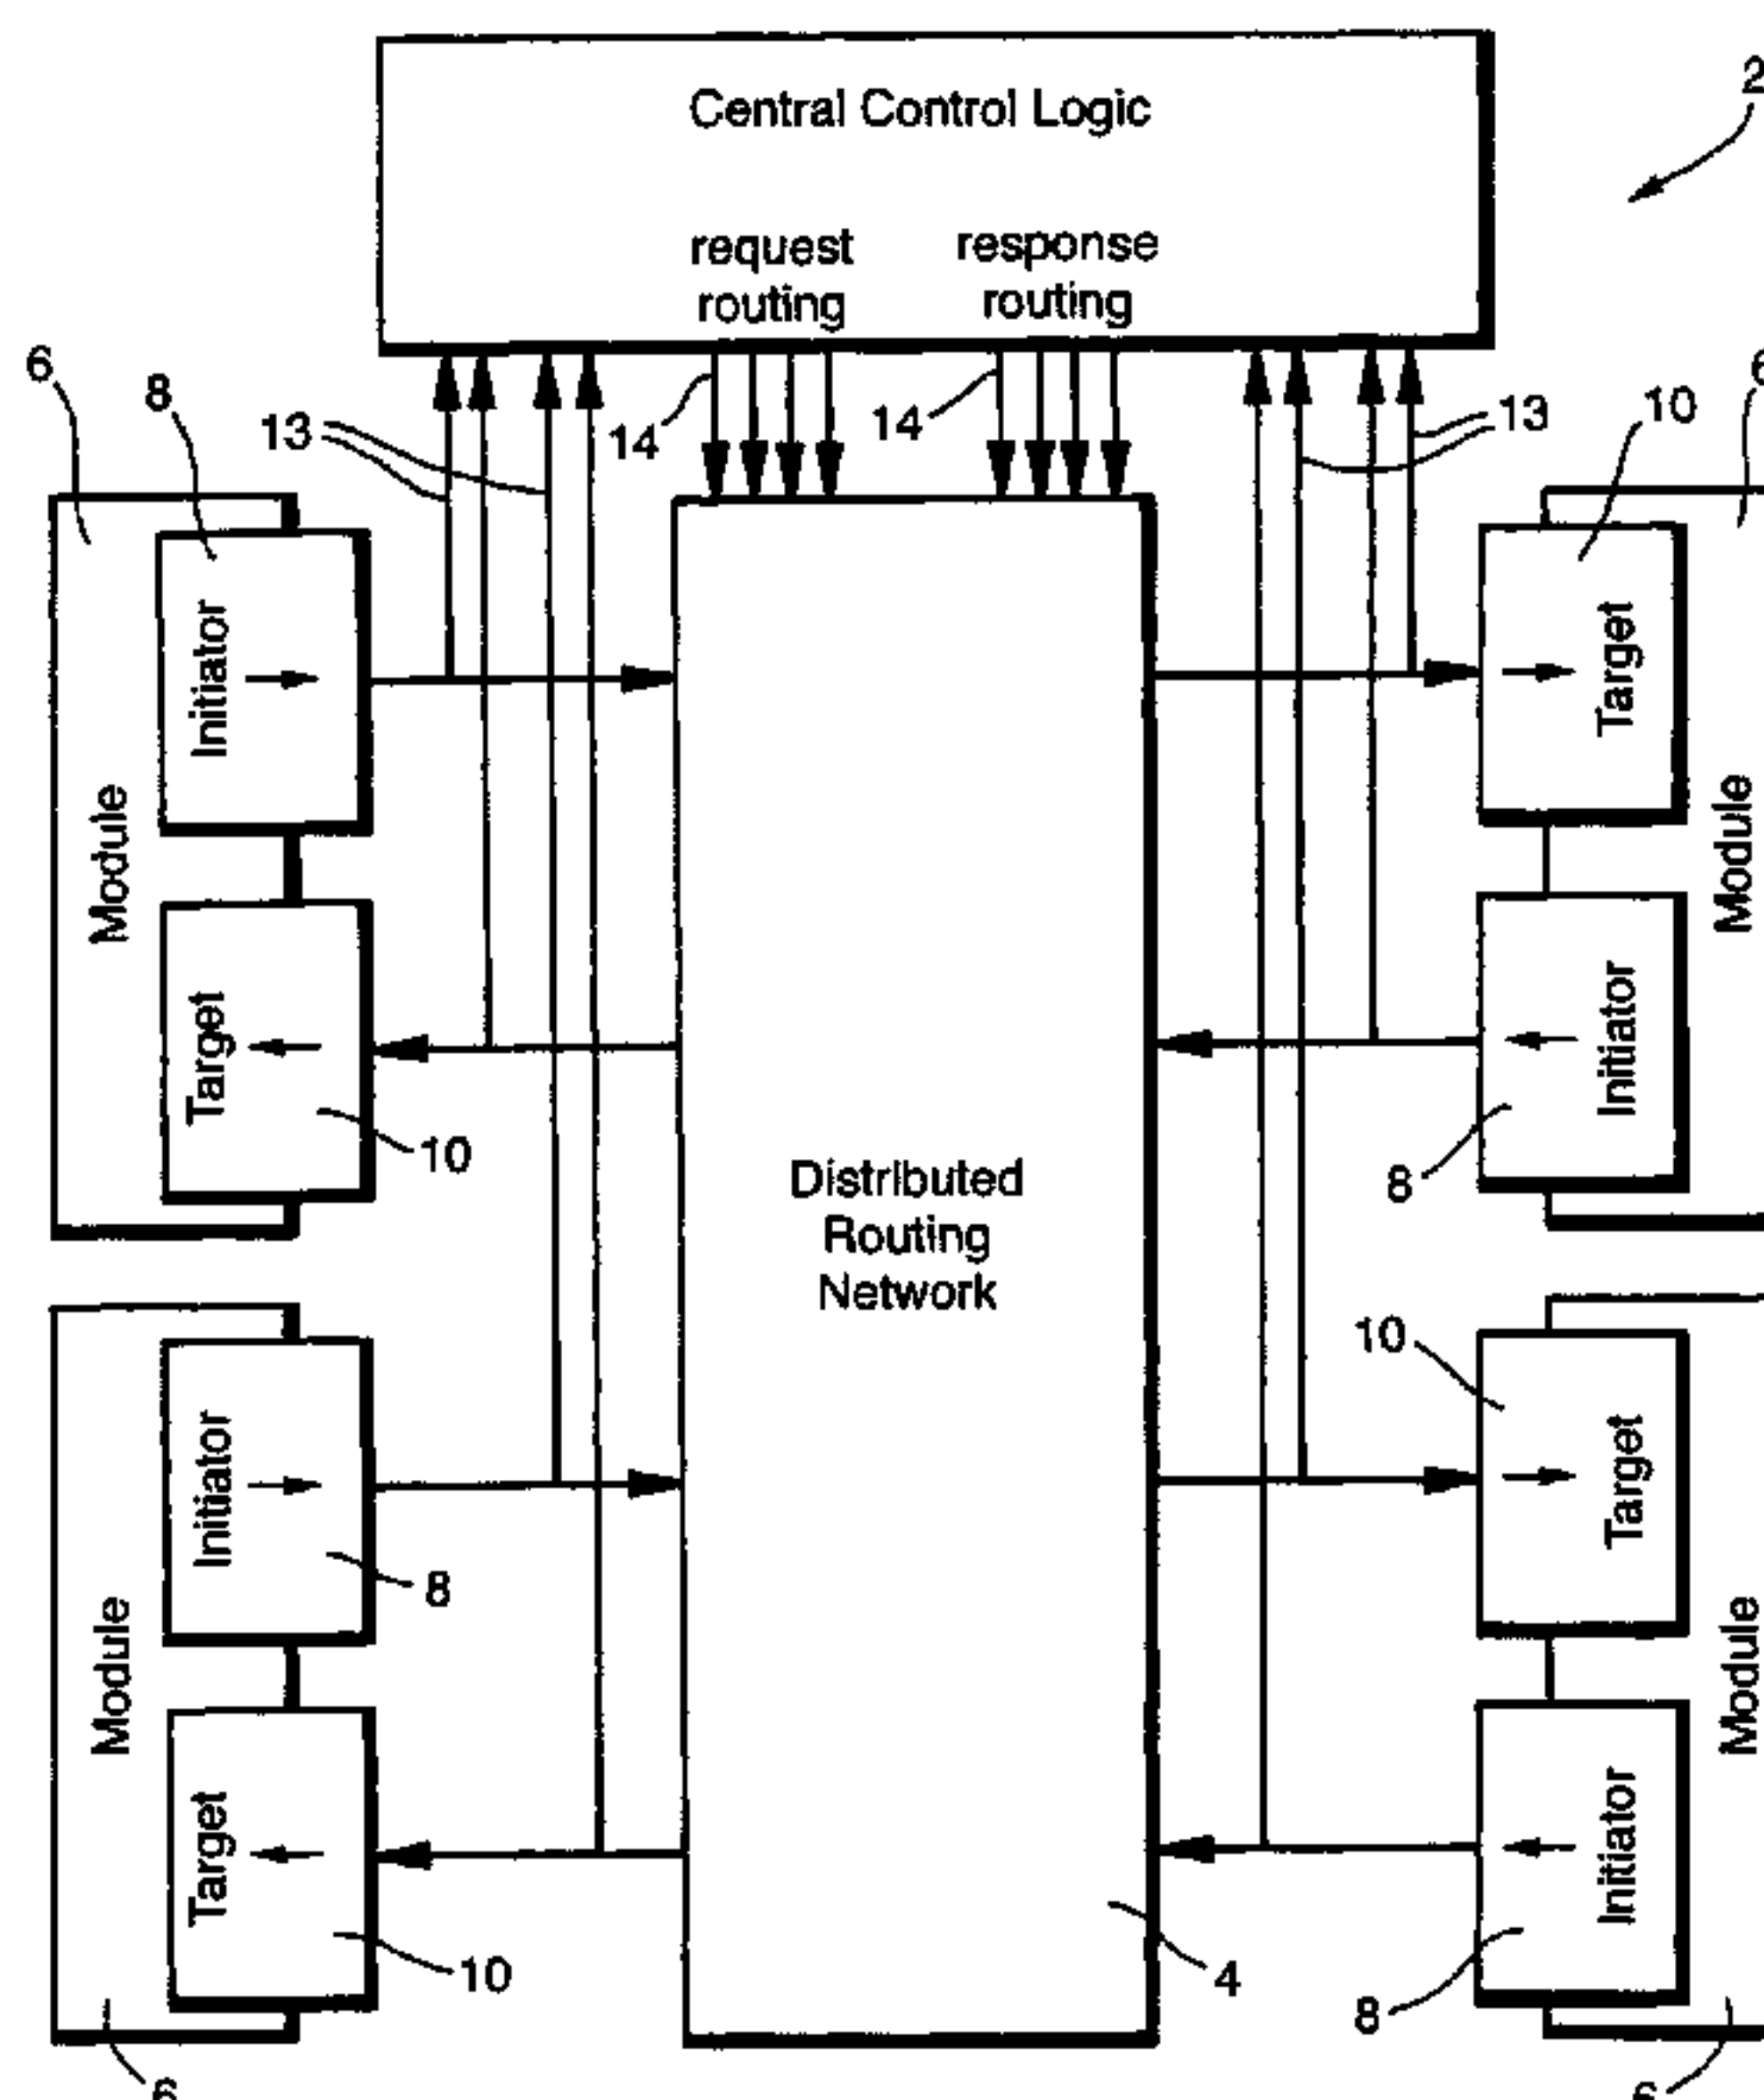 Central Control Logic
2
request
routing
response
routing
6
8
13
14
14
13
10
6
Initiator
Target
Module
Module
Target
Initiator
10
8
Distributed
Routing
Network
10
Initiator
Target
8
Module
Module
Target
Initiator
10
4
8
6
6